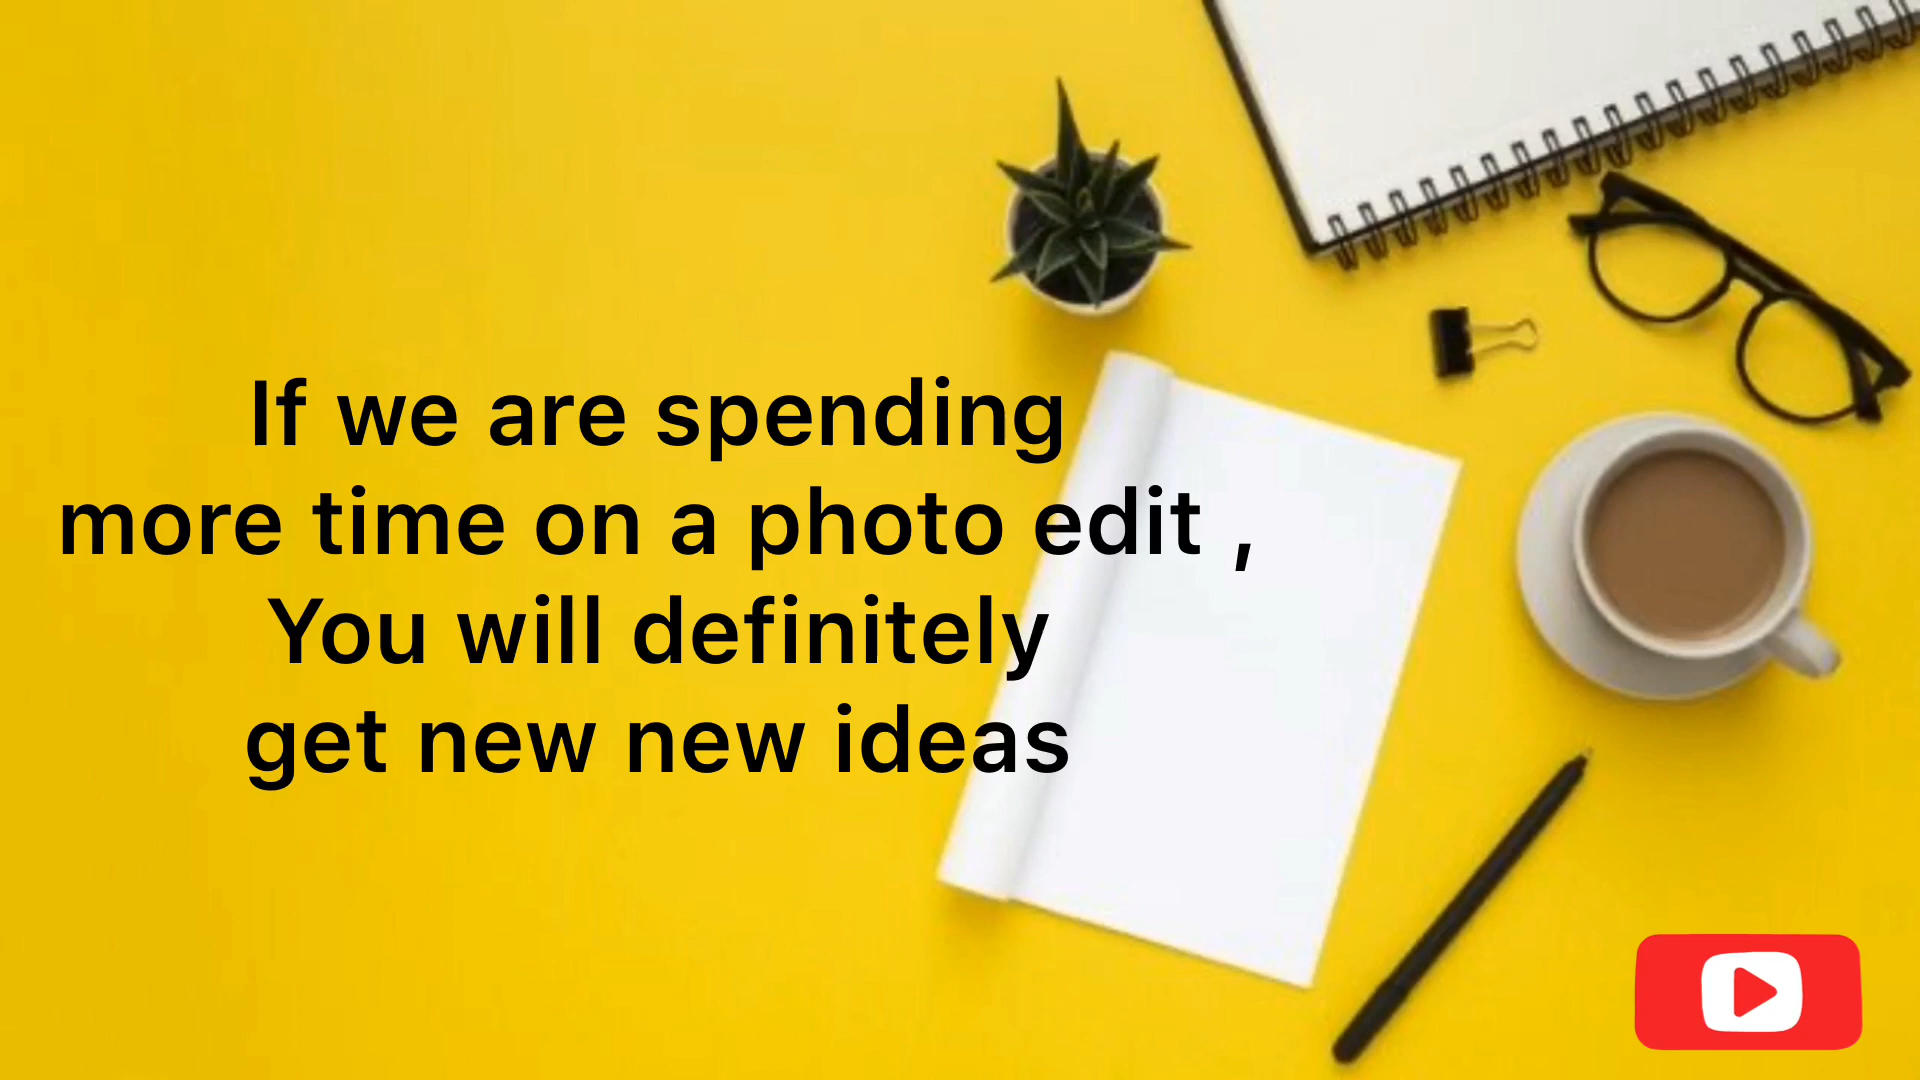 If we are spending
more time on a photo edit ,
You will definitely
get new new ideas